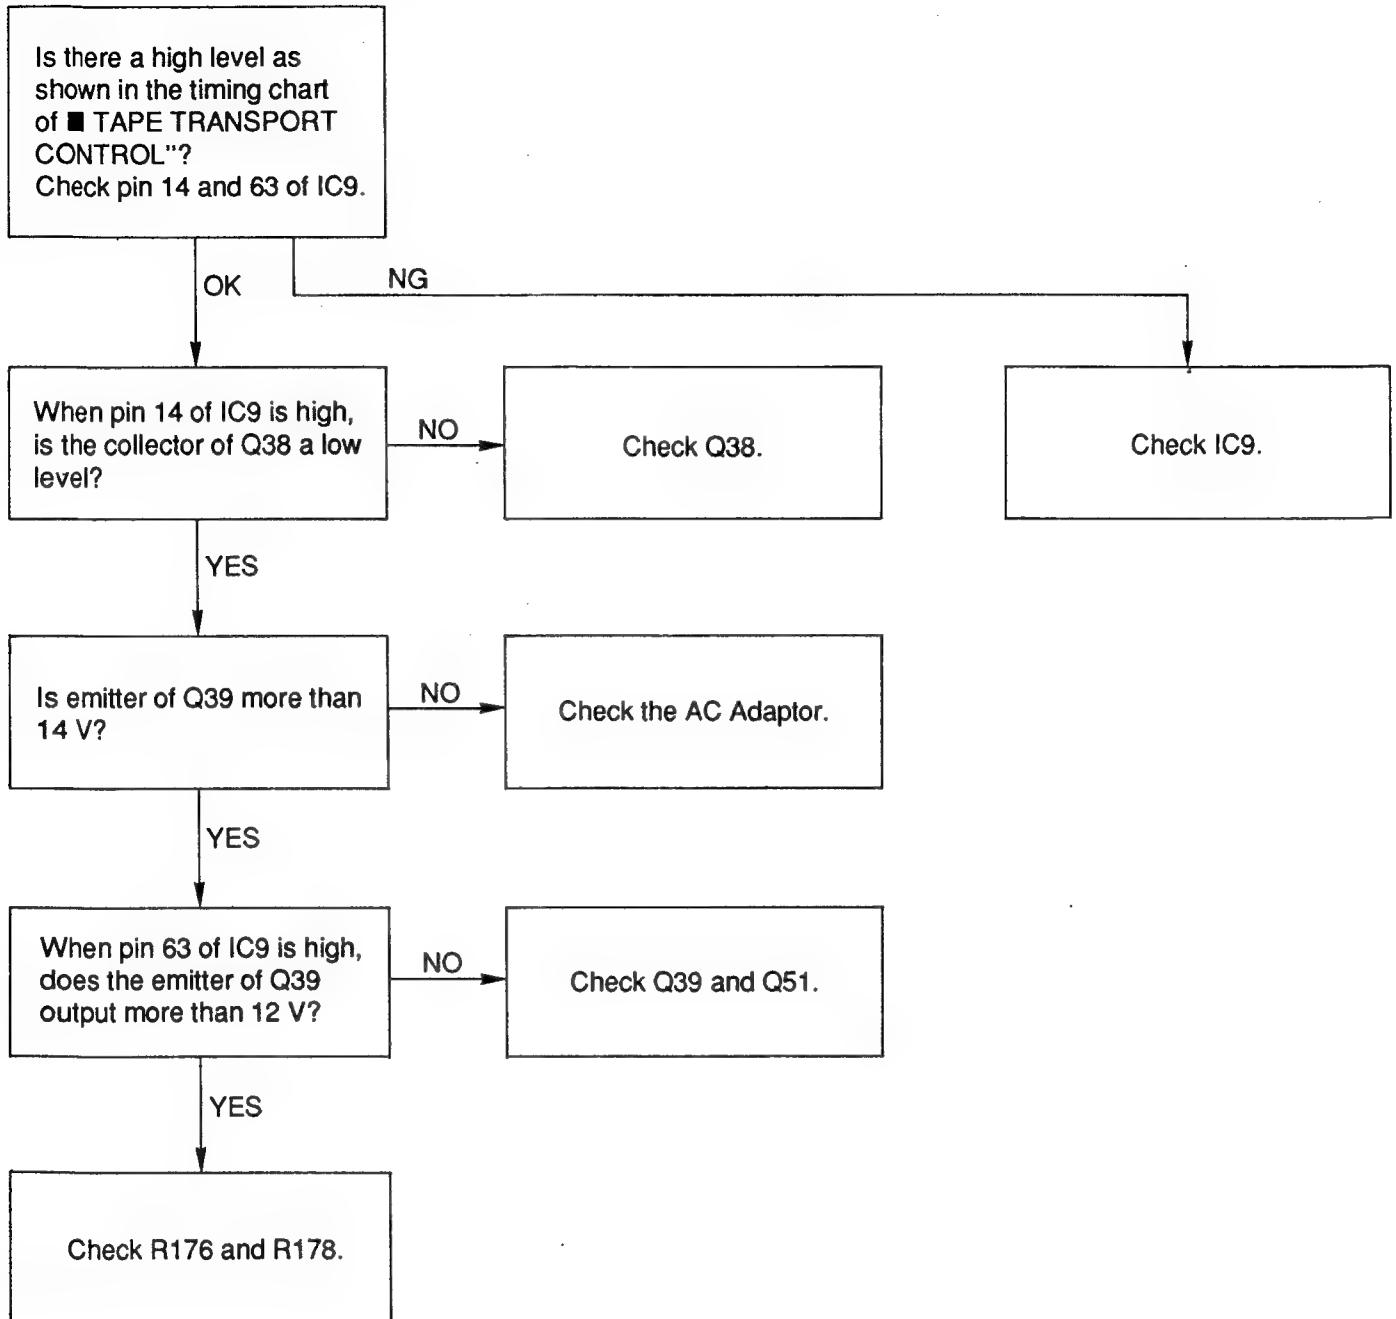 Is there a high level as
shown in the timing chart
of ■ TAPE TRANSPORT
CONTROL"?
Check pin 14 and 63 of IC9.
OK
NG
When pin 14 of IC9 is high,
is the collector of Q38 a low
level?
NO
Check Q38.
Check IC9.
YES
Is emitter of Q39 more than
14 V?
NO
Check the AC Adaptor.
YES
When pin 63 of IC9 is high,
does the emitter of Q39
output more than 12 V?
NO
Check Q39 and Q51.
YES
Check R176 and R178.